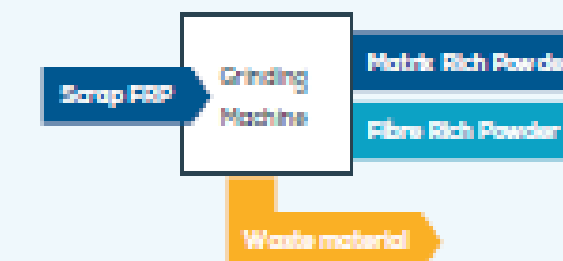 Grinding
Machine
Scrap FRP
Matrix Rich Powde
Fibre Rich Powder
Waste material